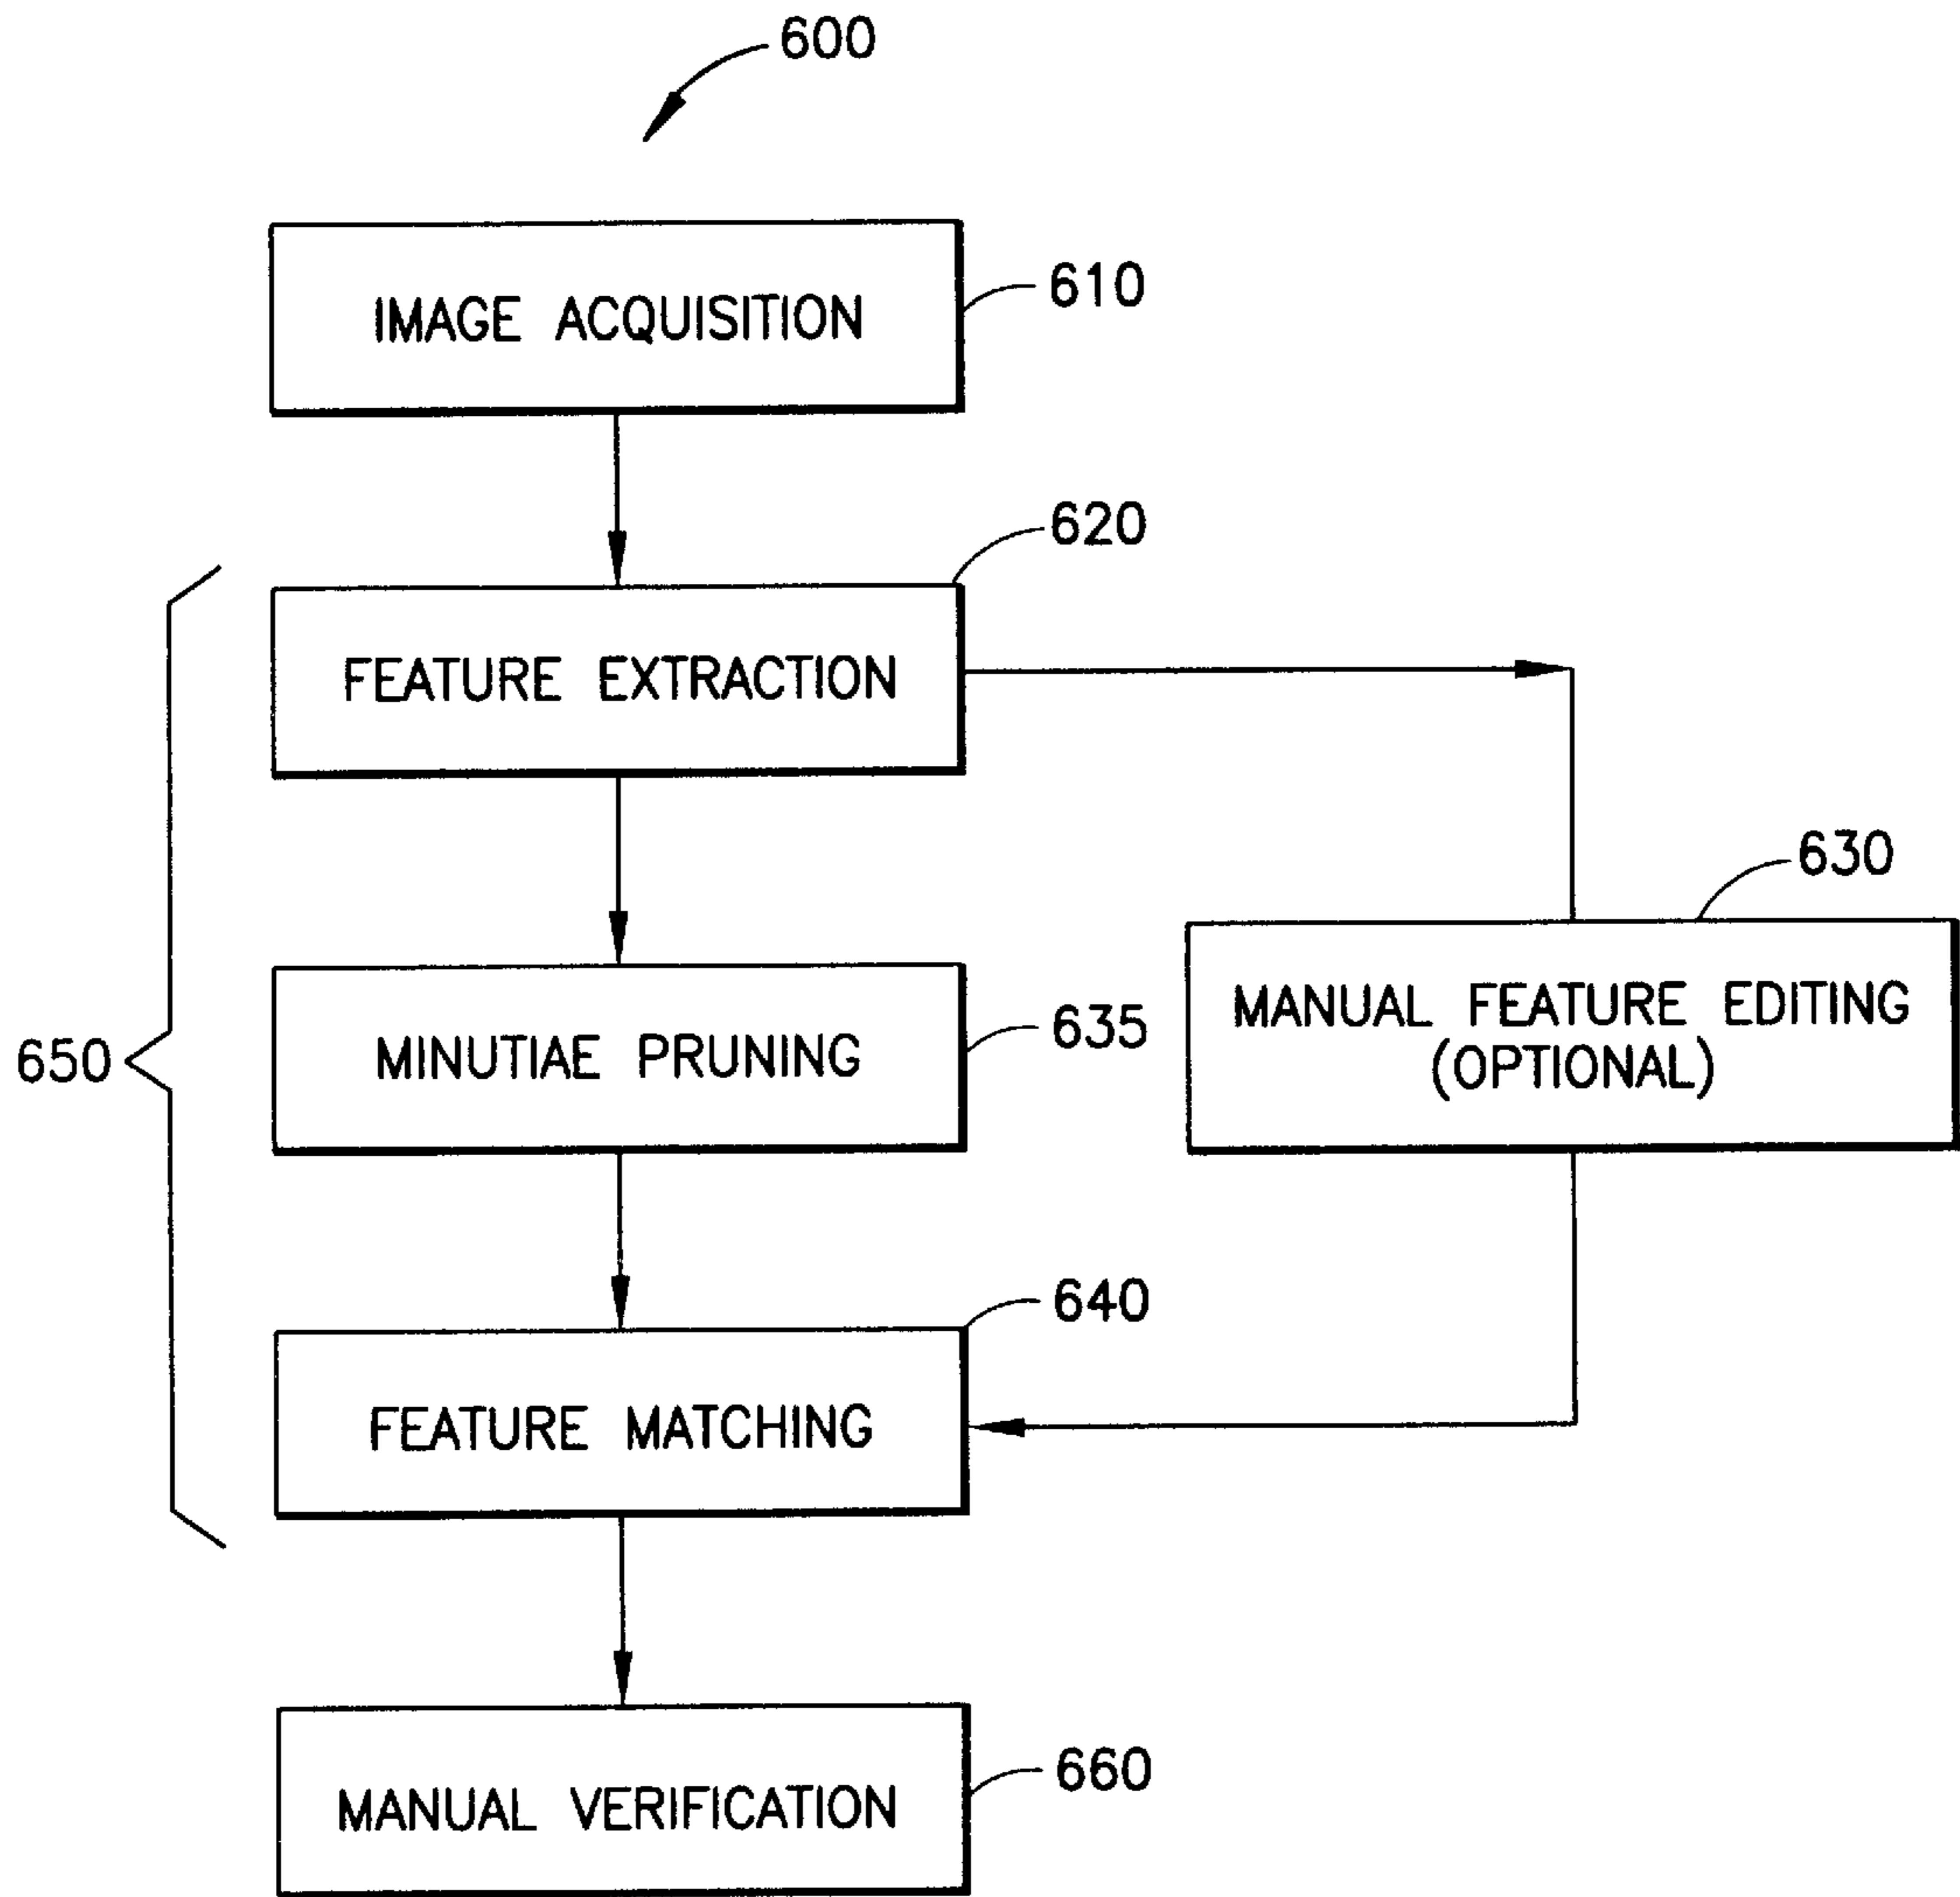 600
IMAGE ACQUISITION
610
620
FEATURE EXTRACTION
630
MANUAL FEATURE EDITING
(OPTIONAL)
635
MINUTIAE PRUNING
650
640
FEATURE MATCHING
660
MANUAL VERIFICATION